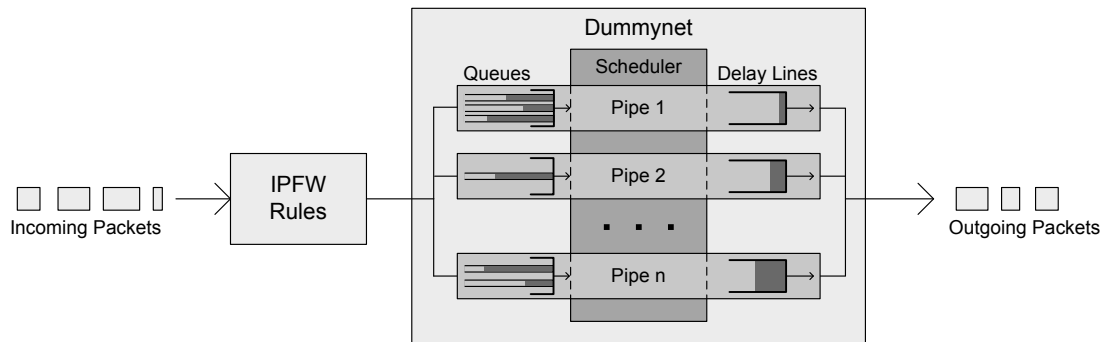 Dummynet
Queues
Scheduler
Delay Lines
Pipe 1
Pipe 2
. . .
Pipe n
IPFW
Rules
Incoming Packets
Outgoing Packets